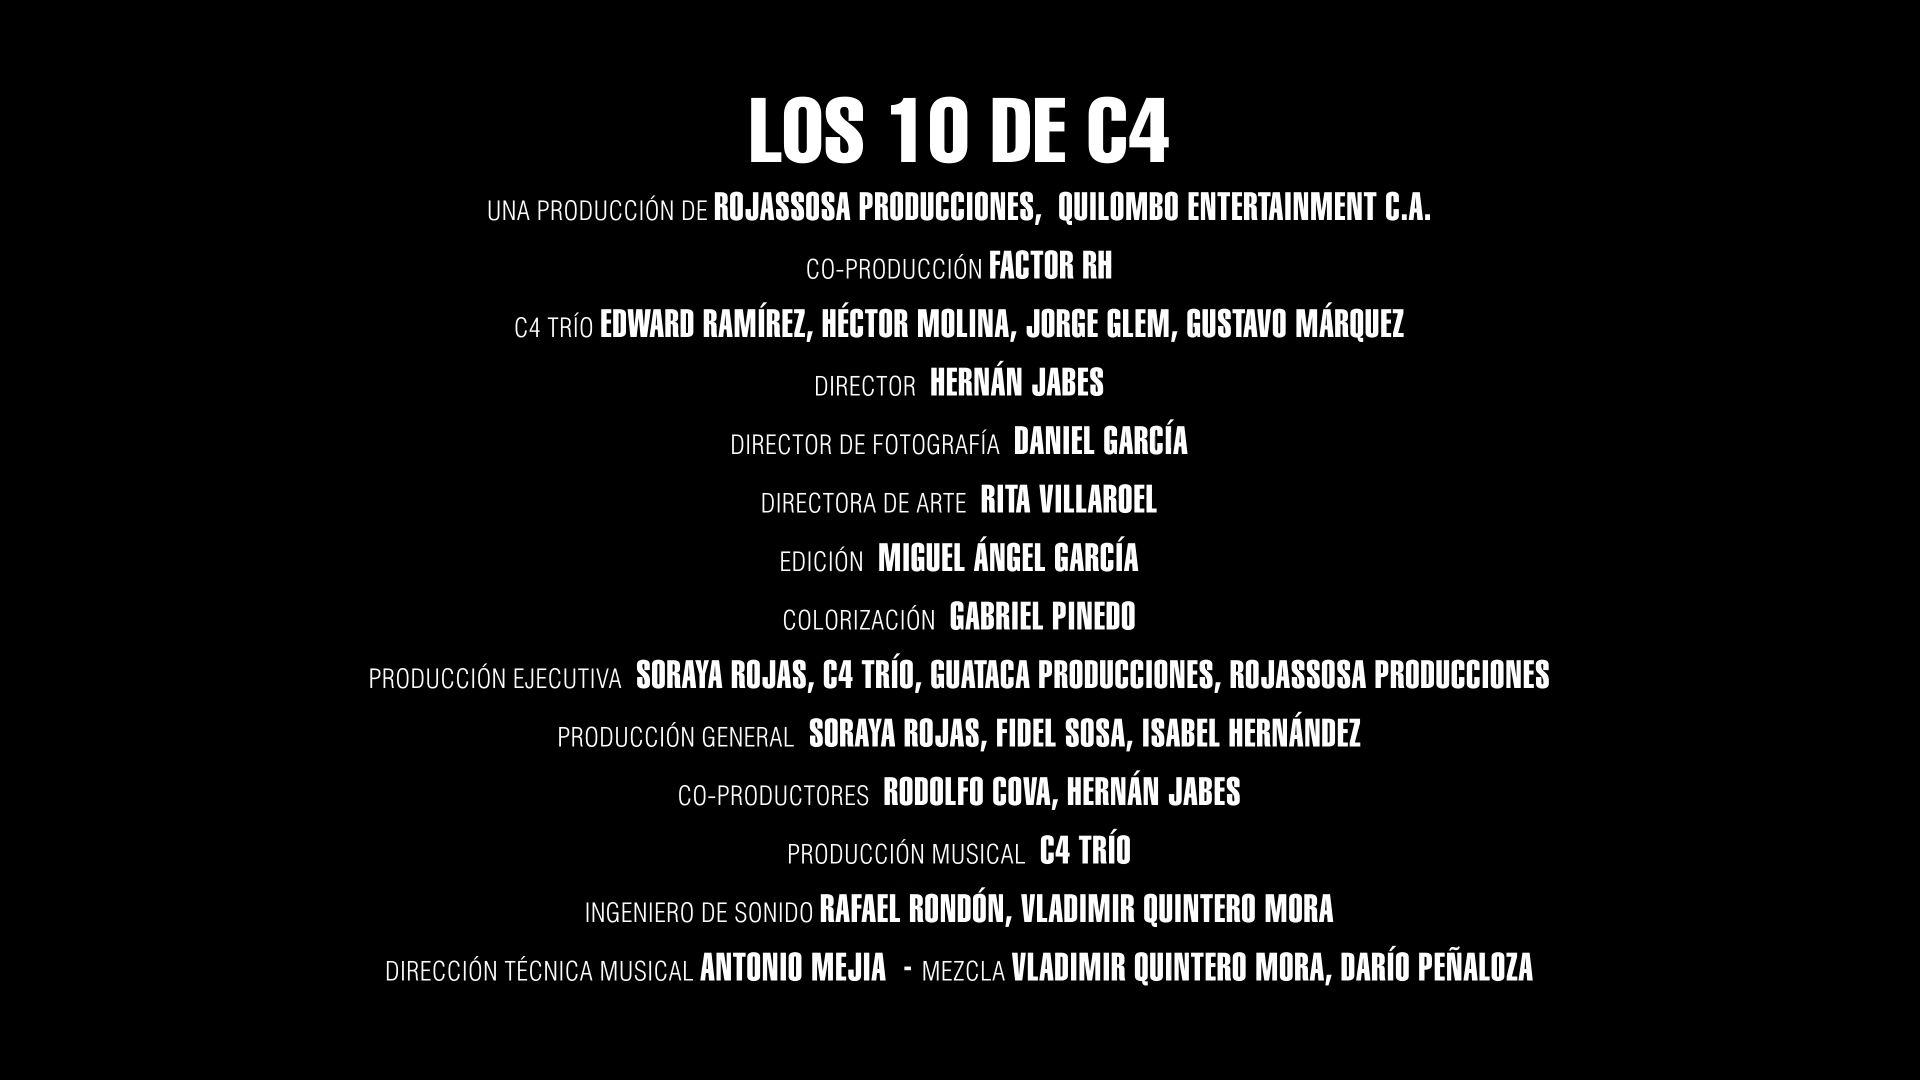 LOS 10 DE C4
UNA PRODUCCIÓN DE ROJASSOSA PRODUCCIONES, QUILOMBO ENTERTAINMENT C.A.
CO-PRODUCCIÓN FACTOR RH
C4 TRÍO EDWARD RAMÍREZ, HÉCTOR MOLINA, JORGE GLEM, GUSTAVO MÁRQUEZ
DIRECTOR HERNÁN JABES
DIRECTOR DE FOTOGRAFÍA DANIEL GARCÍA
DIRECTORA DE ARTE RITA VILLAROEL
EDICIÓN MIGUEL ÁNGEL GARCÍA
COLORIZACIÓN GABRIEL PINEDO
PRODUCCIÓN EJECUTIVA SORAYA ROJAS, C4 TRÍO, GUATACA PRODUCCIONES, ROJASSOSA PRODUCCIONES
PRODUCCIÓN GENERAL SORAYA ROJAS, FIDEL SOSA, ISABEL HERNÁNDEZ
CO-PRODUCTORES RODOLFO COVA, HERNÁN JABES
PRODUCCIÓN MUSICAL C4 TRÍO
INGENIERO DE SONIDO RAFAEL RONDÓN, VLADIMIR QUINTERO MORA
DIRECCIÓN TÉCNICA MUSICAL ANTONIO MEJIA - MEZCLA VLADIMIR QUINTERO MORA, DARÍO PEÑALOZA